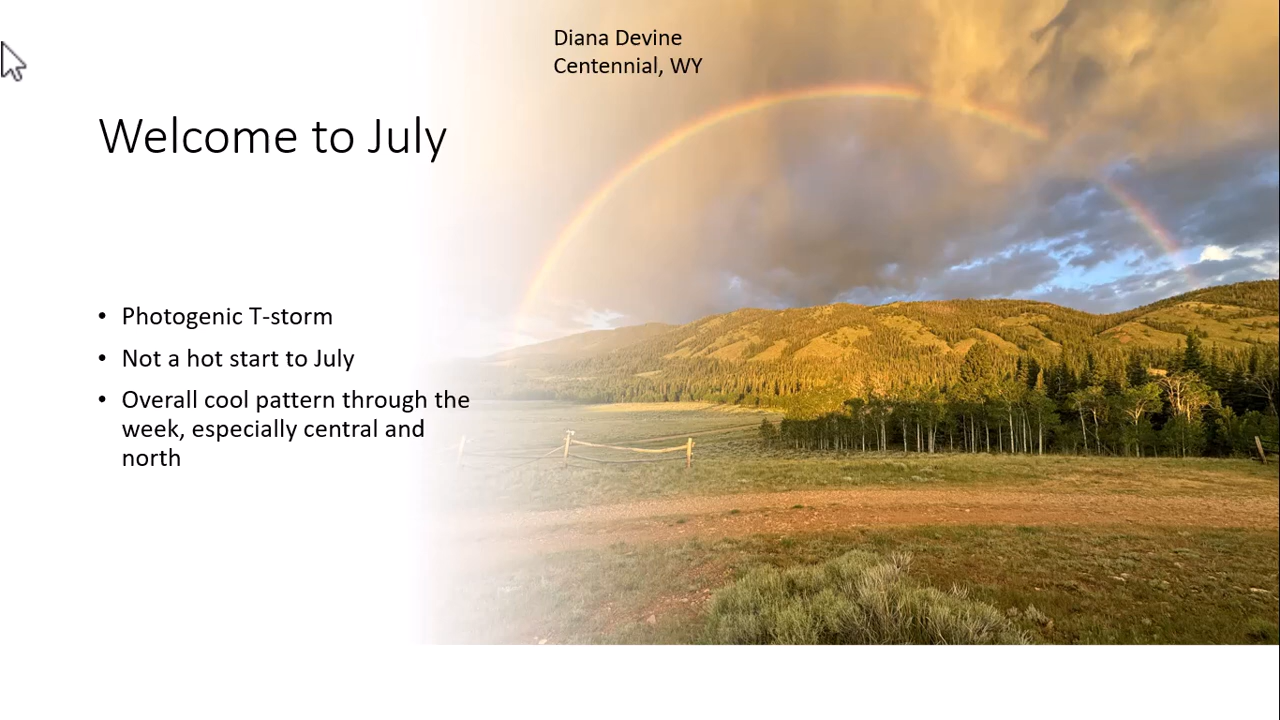 Diana Devine
Centennial, WY
Welcome to July
• Photogenic T-storm
• Not a hot start to July
• Overall cool pattern through the
week, especially central and
north